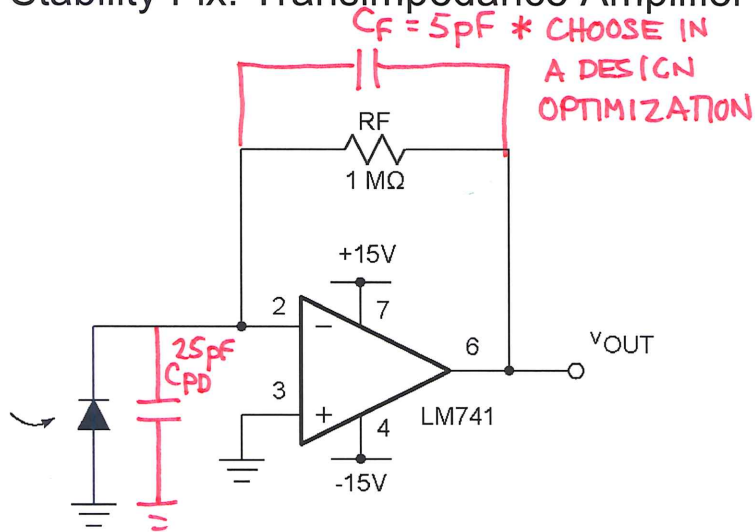 Stability Fix: Transimpedance Amplifier
CF = 5pF * CHOOSE IN
A DESIGN
OPTIMIZATION
RF
1 MΩ
+15V
2
7
25pf
CPD
6
VOUT
3
4
LM741
-15V